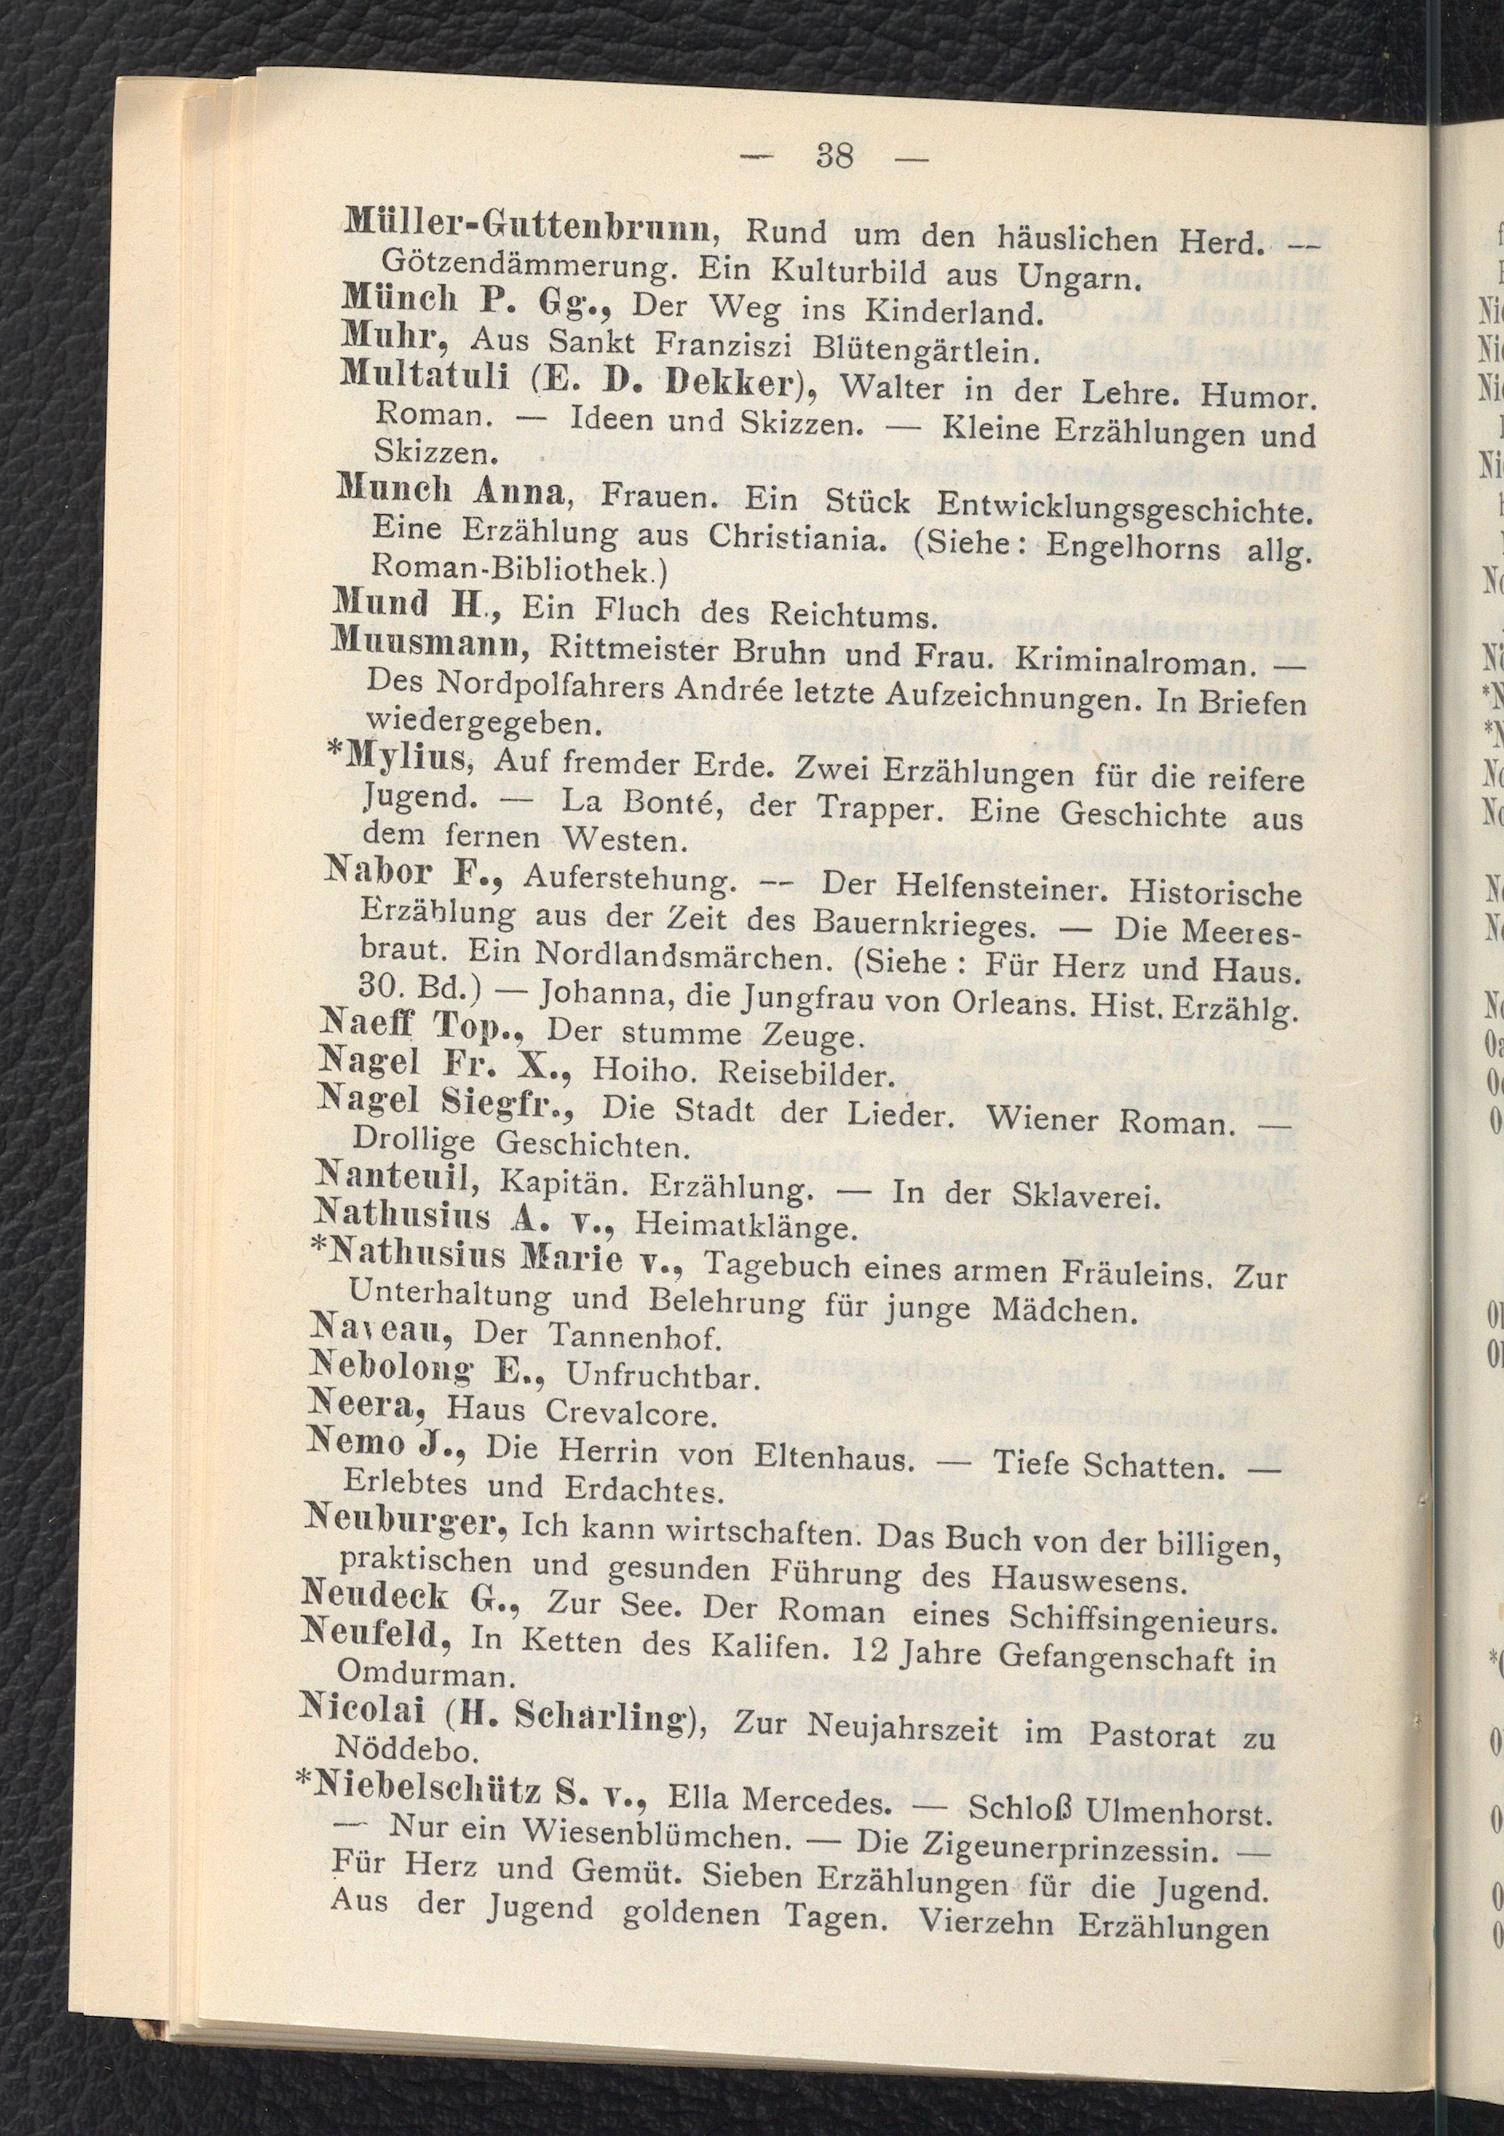 — 38 —
Müller-Guttenbrunn, Rund um den häuslichen Herd. —
Götzendämmerung. Ein Kulturbild aus Ungarn.
Münch P. Gg., Der Weg ins Kinderland.
Muhr, Aus Sankt Franziszi Blütengärtlein.
Multatuli (E. D. Dekker), Walter in der Lehre. Humor.
Roman. — Ideen und Skizzen. — Kleine Erzählungen und
Skizzen.
Munch Anna, Frauen. Ein Stück Entwicklungsgeschichte.
Eine Erzählung aus Christiania. (Siehe: Engelhorns allg.
Roman-Bibliothek.)
Mund H., Ein Fluch des Reichtums.
Muusmann, Rittmeister Bruhn und Frau. Kriminalroman. —
Des Nordpolfahrers Andrée letzte Aufzeichnungen. In Briefen
wiedergegeben.
*Mylius, Auf fremder Erde. Zwei Erzählungen für die reifere
Jugend. — La Bonté, der Trapper. Eine Geschichte aus
dem fernen Westen.
Nabor F., Auferstehung. — Der Helfensteiner. Historische
Erzählung aus der Zeit des Bauernkrieges. — Die Meeres-
braut. Ein Nordlandsmärchen. (Siehe: Für Herz und Haus.
30. Bd.) — Johanna, die Jungfrau von Orleans. Hist. Erzählg.
Naeff Top., Der stumme Zeuge.
Nagel Fr. X., Hoiho. Reisebilder.
Nagel Siegfr., Die Stadt der Lieder. Wiener Roman. —
Drollige Geschichten.
Nanteuil, Kapitän. Erzählung. — In der Sklaverei.
Nathusius A. v., Heimatklänge.
*Nathusius Marie v., Tagebuch eines armen Fräuleins. Zur
Unterhaltung und Belehrung für junge Mädchen.
Naveau, Der Tannenhof.
Nebolong E., Unfruchtbar.
Neera, Haus Crevalcore.
Nemo J., Die Herrin von Eltenhaus. — Tiefe Schatten. —
Erlebtes und Erdachtes.
Neuburger, Ich kann wirtschaften. Das Buch von der billigen,
praktischen und gesunden Führung des Hauswesens.
Neudeck G., Zur See. Der Roman eines Schiffsingenieurs.
Neufeld, In Ketten des Kalifen. 12 Jahre Gefangenschaft in
Omdurman.
Nicolai (H. Scharling), Zur Neujahrszeit im Pastorat zu
Nöddebo.
*Niebelschütz S. v., Ella Mercedes. — Schloß Ulmenhorst.
— Nur ein Wiesenblümchen. — Die Zigeunerprinzessin. —
Für Herz und Gemüt. Sieben Erzählungen für die Jugend.
Aus der Jugend goldenen Tagen. Vierzehn Erzählungen